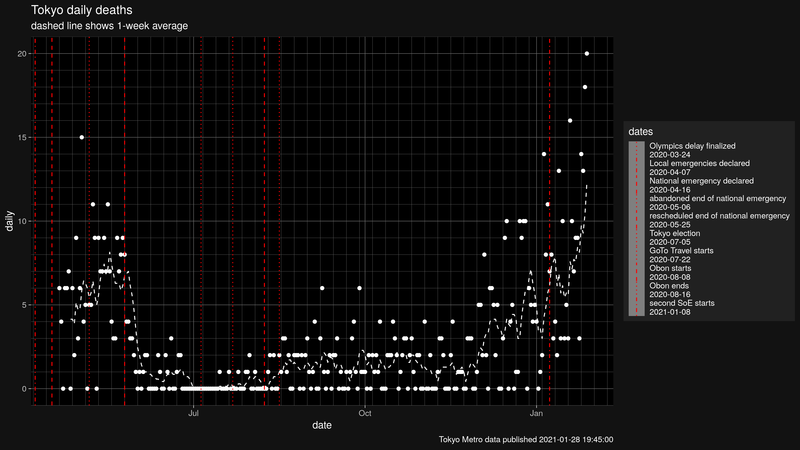 Tokyo daily deaths
dashed line shows 1-week average
20
15
10
5
0
daily
Jul
Oct
Jan
date
dates
Olympics delay finalized
2020-03-24
Local emergencies declared
2020-04-07
National emergency declared
2020-04-16
abandoned end of national emergency
2020-05-06
rescheduled end of national emergency
2020-05-25
Tokyo election
2020-07-05
GoTo Travel starts
2020-07-22
Obon starts
2020-08-08
Obon ends
2020-08-16
second SoE starts
2021-01-08
Tokyo Metro data published 2021-01-28 19:45:00